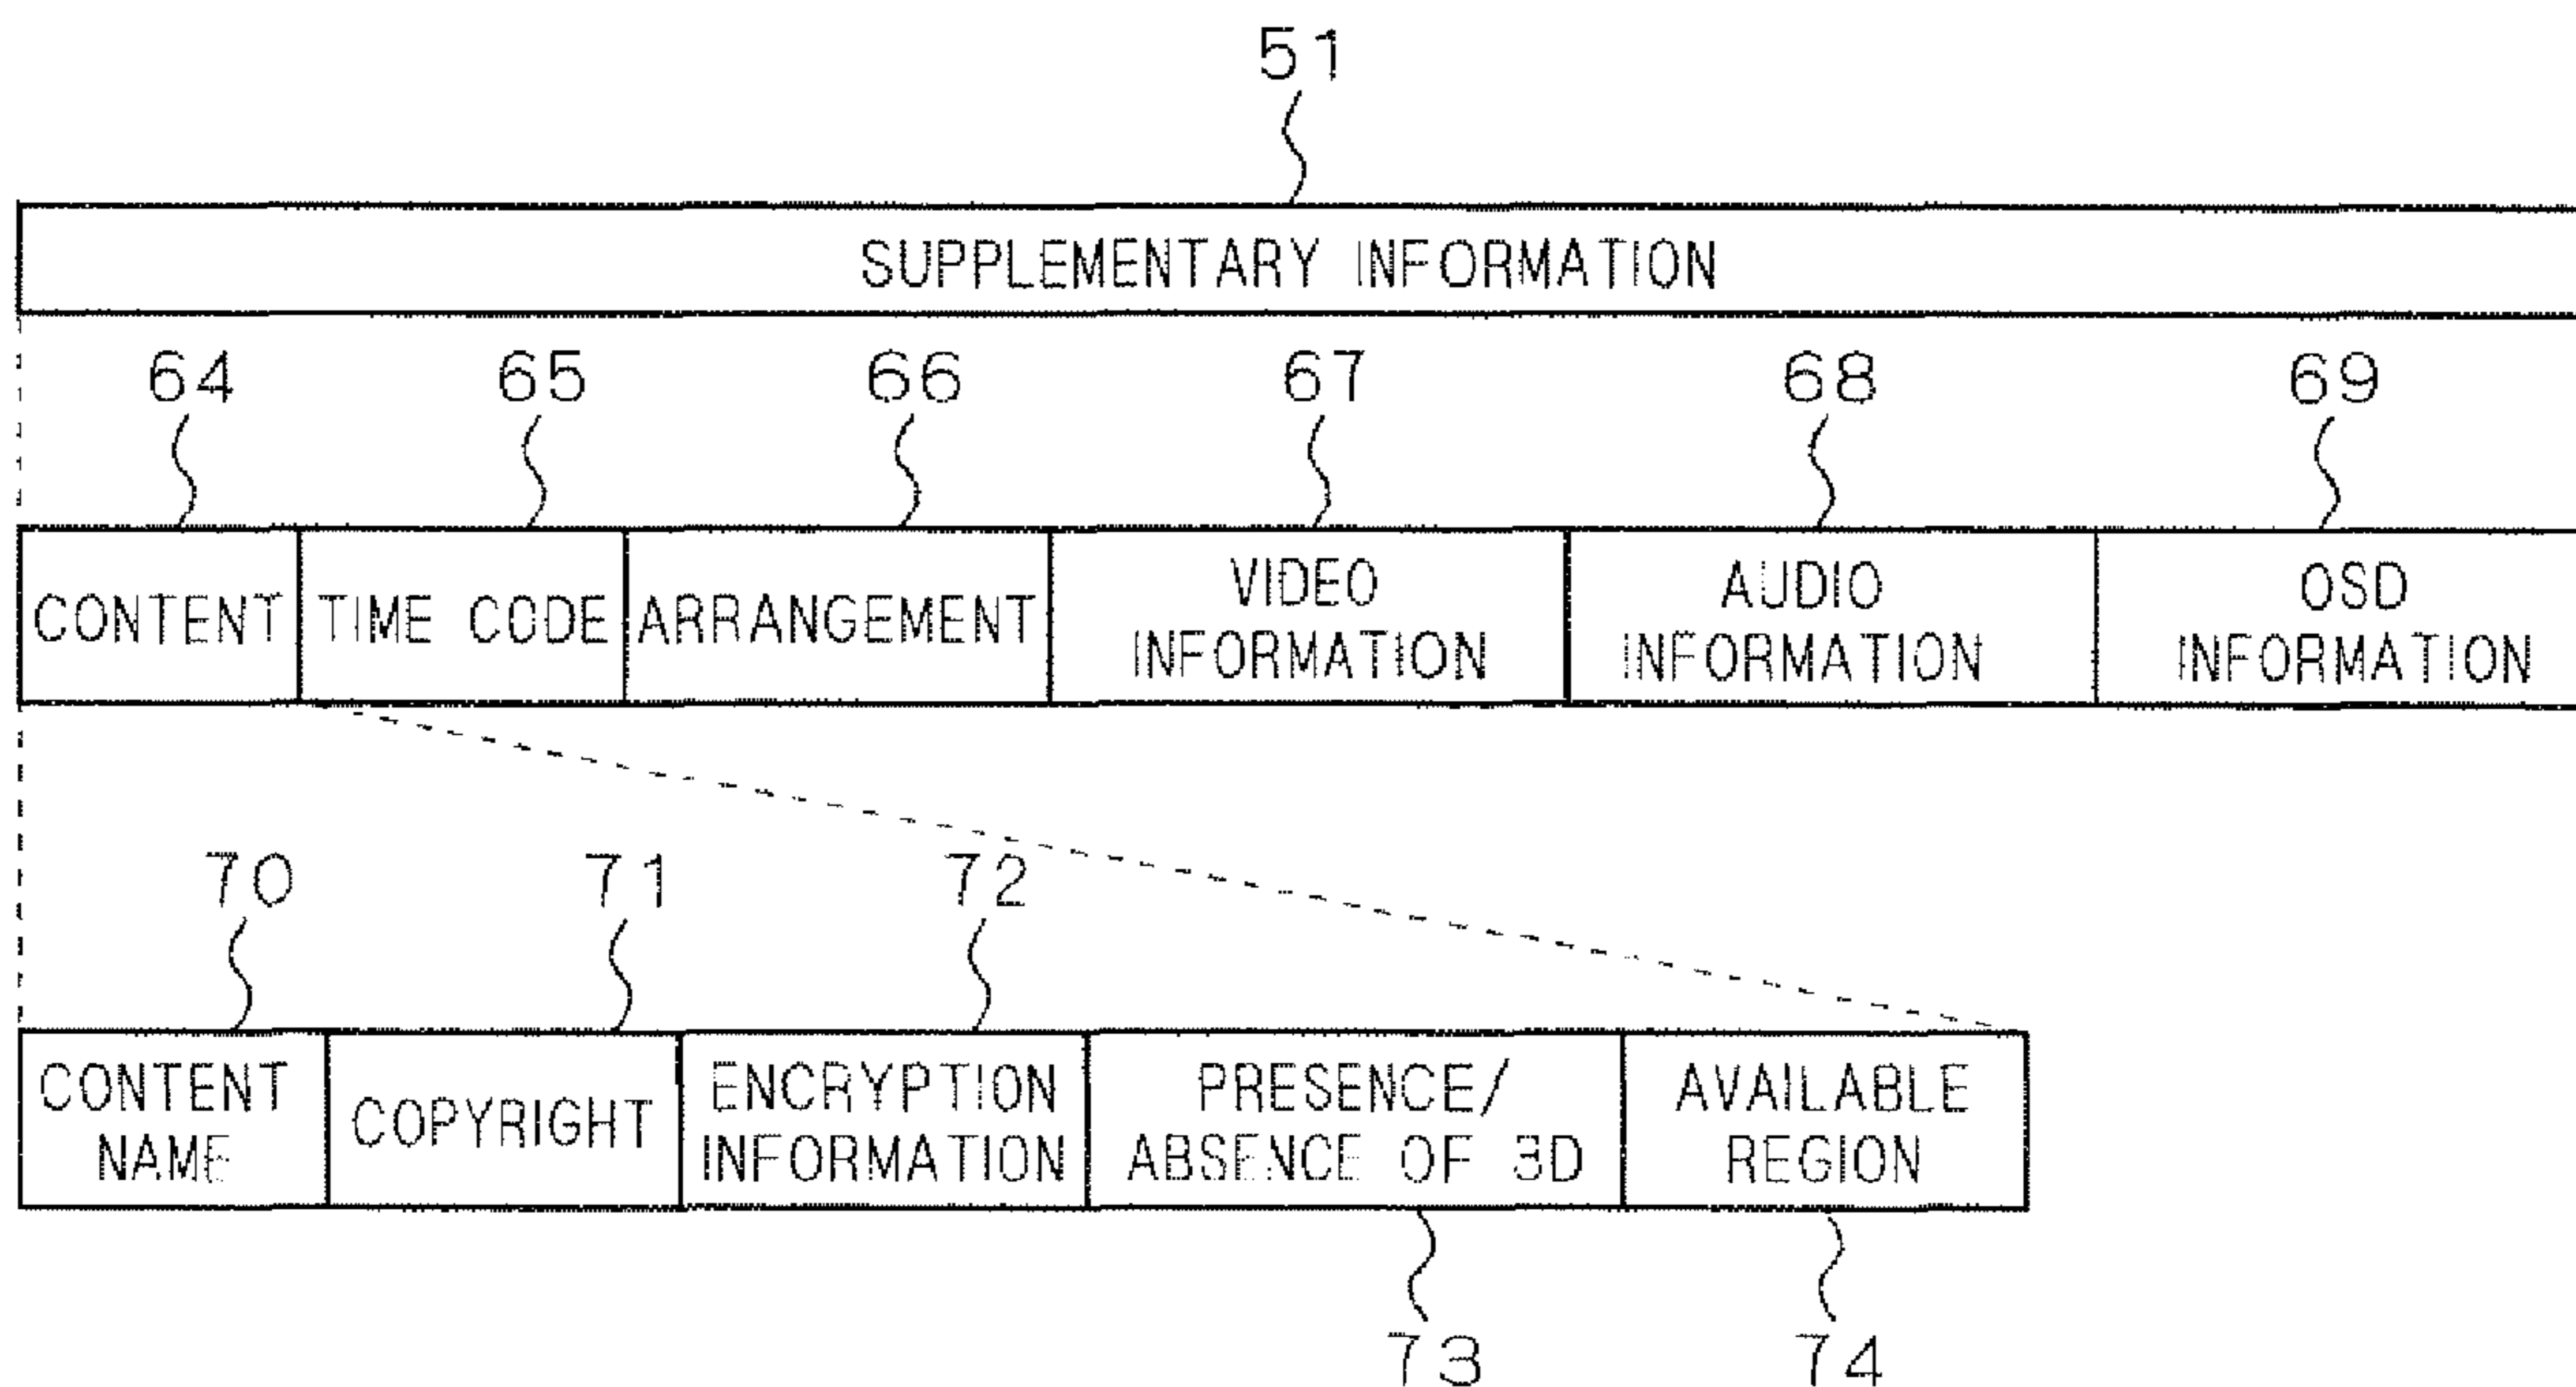 51
SUPPLEMENTARY INFORMATION
64 65 66 67 68 69
CONTENT
TIME CODE
ARRANGEMENT
VIDEO
INFORMATION
AUDIO
INFORMATION
OSD
INFORMATION
70 71 72
CONTENT
NAME
COPYRIGHT
ENCRYPTION
INFORMATION
PRESENCE/
ABSENCE OF 3D
AVAILABLE
REGION
73 74